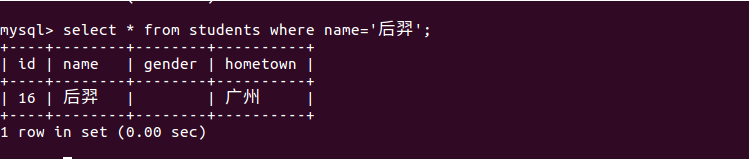 mysql> select * from students where name='后羿';
+----+--------+--------+----------+
| id | name   | gender | hometown |
+----+--------+--------+----------+
| 16 | 后羿   |        | 广州     |
+----+--------+--------+----------+
1 row in set (0.00 sec)